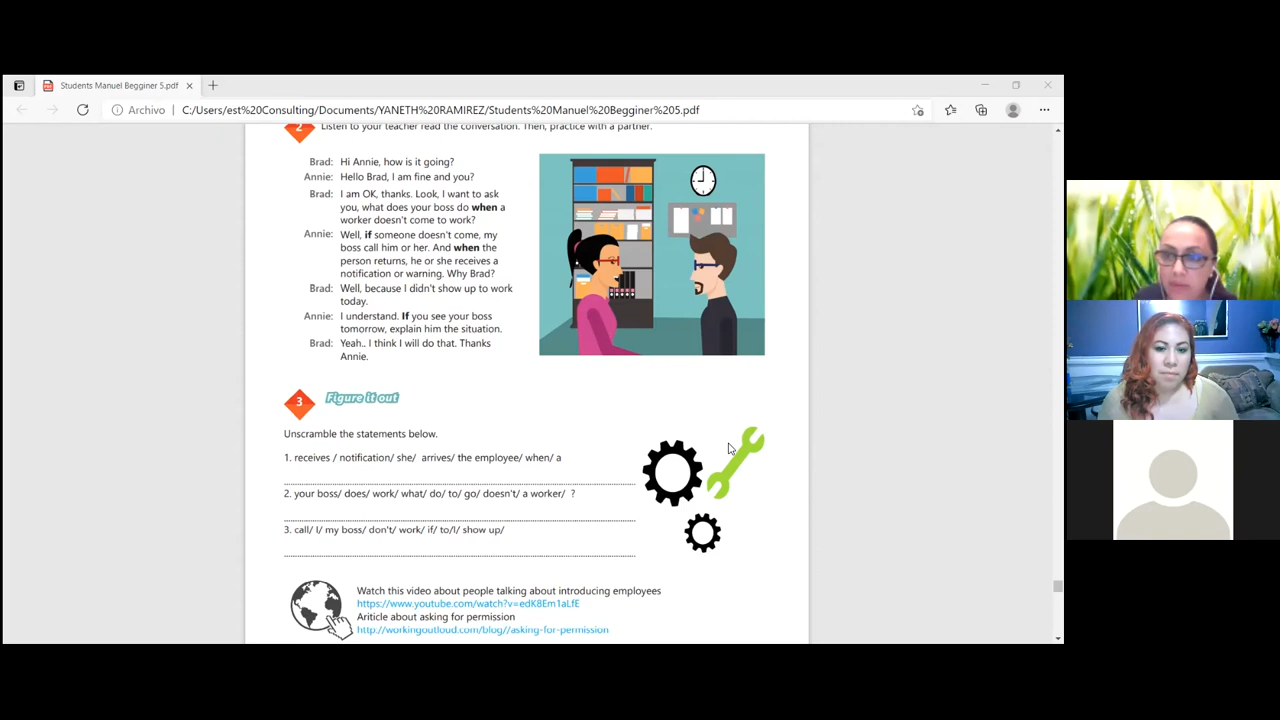 Students Manuel Begginer 5.pdf
Archivo
C:/Users/est%20Consulting/Documents/YANETH%20RAMIREZ/Students%20Manuel%20Begginer%205.pdf
2 Listen to your teacher read the conversation. Then, practice with a partner.
Brad: Hi Annie, how is it going?
Annie: Hello Brad, I am fine and you?
Brad: I am OK, thanks. Look, I want to ask
you, what does your boss do when a
worker doesn't come to work?
Annie: Well, if someone doesn't come, my
boss call him or her. And when the
person returns, he or she receives a
notification or warning. Why Brad?
Brad: Well, because I didn't show up to work
today.
Annie: I understand. If you see your boss
tomorrow, explain him the situation.
Brad: Yeah.. I think I will do that. Thanks
Annie.
3 Figure it out
Unscramble the statements below.
1. receives / notification/ she/ arrives/ the employee/ when/ a
2. your boss/ does/ work/ what/ do/ to/ go/ doesn't/ a worker/ ?
3. call/ I/ my boss/ don't/ work/ if/ to/I/ show up/
Watch this video about people talking about introducing employees
https://www.youtube.com/watch?v=edK8Em1aLfE
Ariticle about asking for permission
http://workingoutloud.com/blog//asking-for-permission